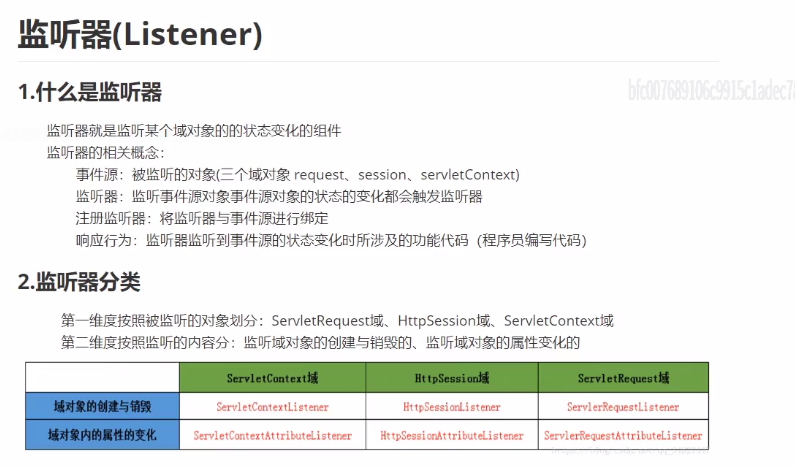 监听器(Listener)
1.什么是监听器
监听器就是监听某个域对象的的状态变化的组件
监听器的相关概念：
事件源：被监听的对象(三个域对象 request、session、servletContext)
监听器：监听事件源对象事件源对象的状态的变化都会触发监听器
注册监听器：将监听器与事件源进行绑定
响应行为：监听器监听到事件源的状态变化时所涉及的功能代码（程序员编写代码）
2.监听器分类
第一维度按照被监听的对象划分：ServletRequest域、HttpSession域、ServletContext域
第二维度按照监听的内容分：监听域对象的创建与销毁的、监听域对象的属性变化的
ServletContext域 HttpSession域 ServletRequest域
域对象的创建与销毁 ServletContextListener HttpSessionListener ServlerRequestListener
域对象内的属性的变化 ServletContextAttributeListener HttpSessionAttributeListener ServlerRequestAttributeListener